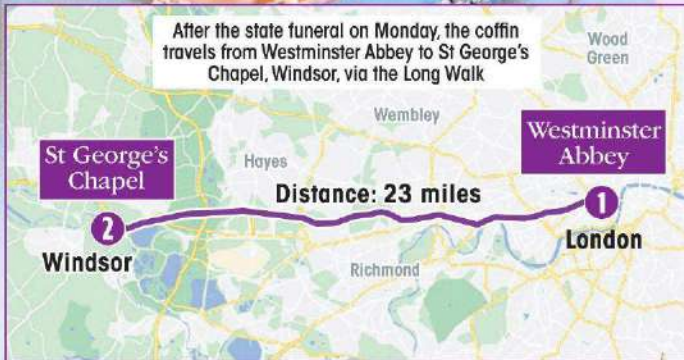 After the state funeral on Monday, the coffin
travels from Westminster Abbey to St George's
Chapel, Windsor, via the Long Walk
Wood
Green
Wembley
Westminster
Abbey
St George's
Chapel
Hayes
Distance: 23 miles
1
2
London
Windsor
Richmond